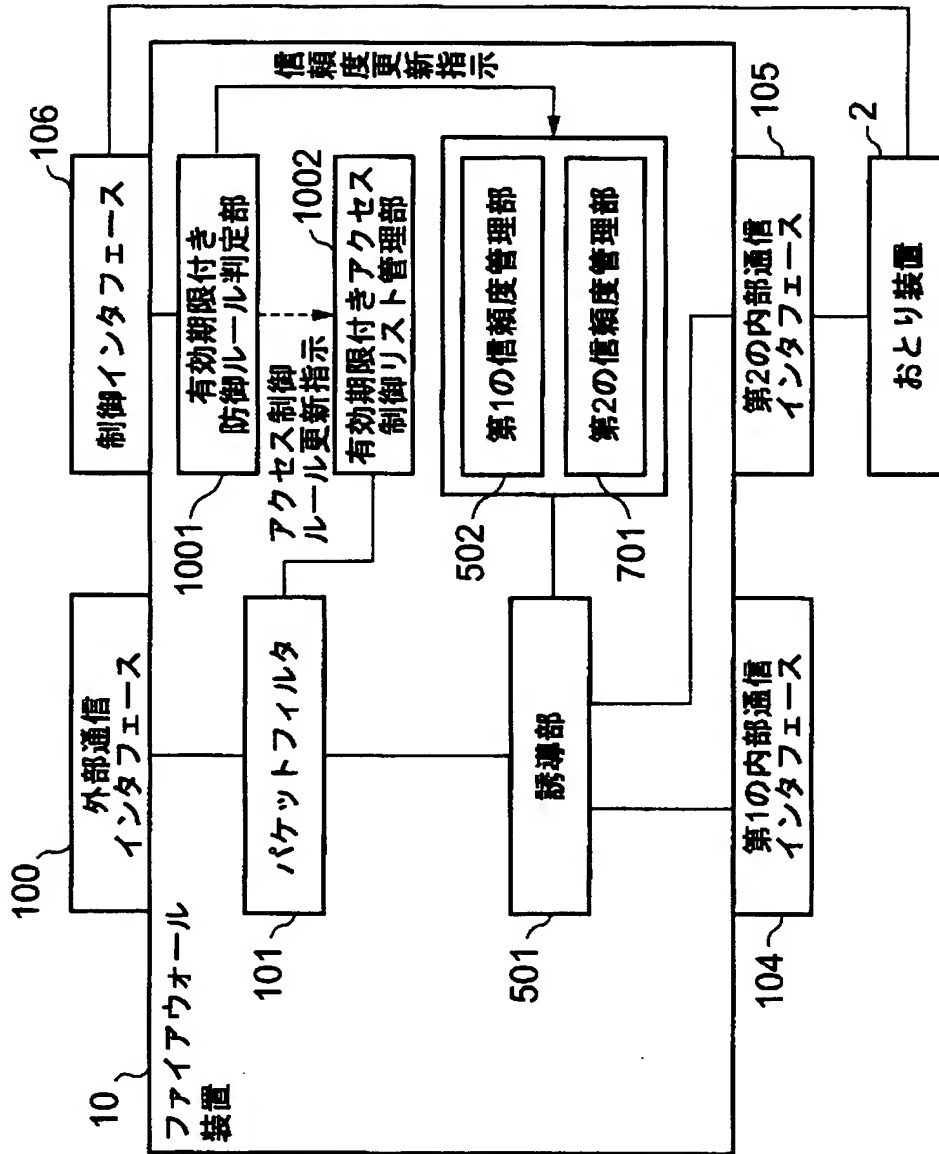 10
ファイアウォール
装置
100
外部通信
インタフェース
106
制御インタフェース
1001
有効期限付き
防御ルール判定部
信頼度更新指示
アクセス制御
ルール更新指示
1002
有効期限付きアクセス
制御リスト管理部
101
パケットフィルタ
502
第1の信頼度管理部
701
第2の信頼度管理部
501
誘導部
104
第1の内部通信
インタフェース
105
第2の内部通信
インタフェース
2
おとり装置